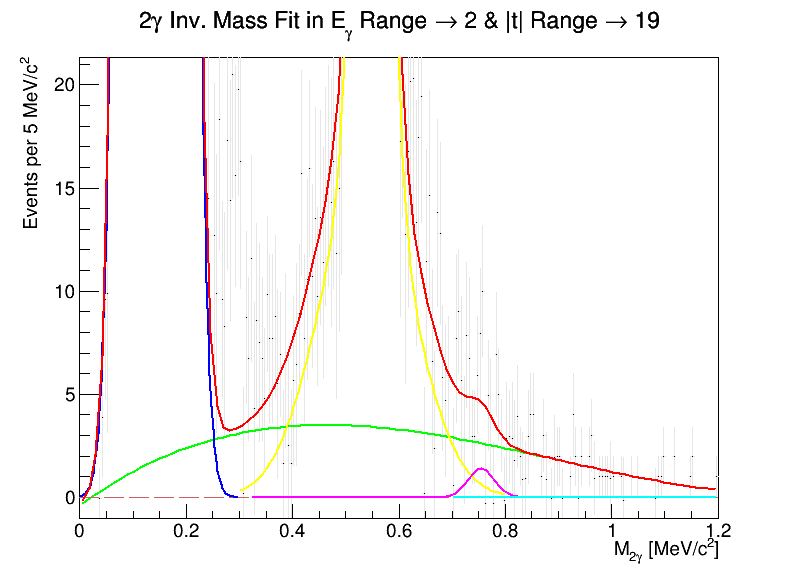 2γ Inv. Mass Fit in Eγ Range → 2 & |t| Range → 19
Events per 5 MeV/c²
20
15
10
5
0
0 0.2 0.4 0.6 0.8 1 1.2
M2γ [MeV/c²]